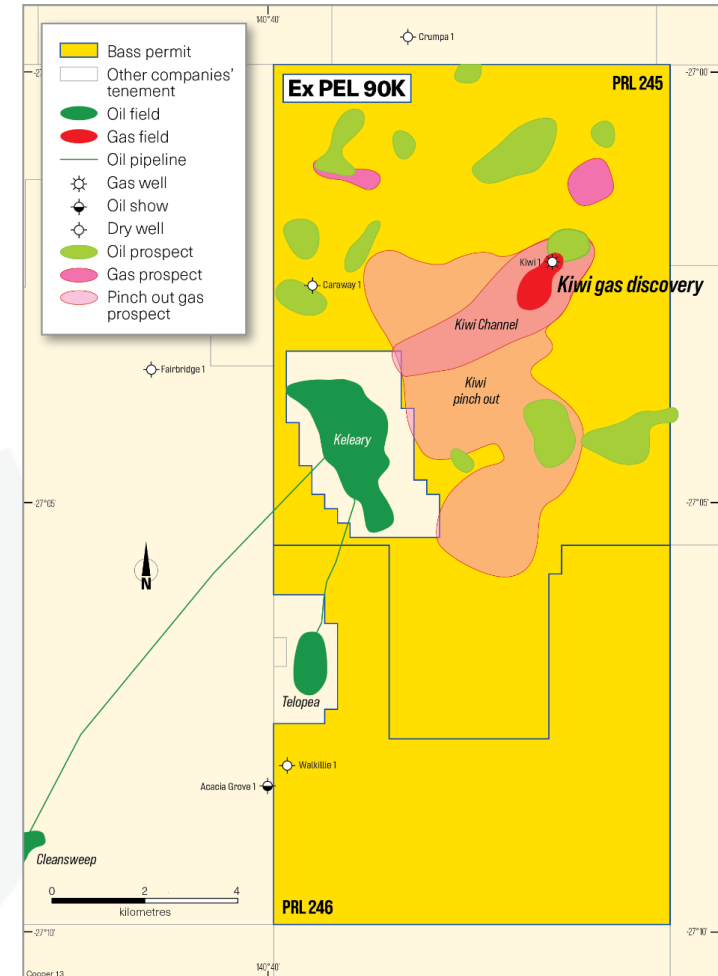 140°40'
Crumpa 1
Bass permit
Other companies'
tenement
Oil field
Gas field
Oil pipeline
Gas well
Oil show
Dry well
Oil prospect
Gas prospect
Pinch out gas
prospect
-27
Ex PEL 90K
PRL 245
-27°00'
Kiwi 1
Kiwi gas discovery
Caraway 1
Kiwi Channel
Fairbridge 1
Kiwi
pinch out
Keleary
-27°05'
-27°05'
N
Telopea
Walkillie 1
Acacia Grove 1
Cleansweep
0 2 4
kilometres
PRL 246
-27°10'
-27°10'
140°40'
Cooper 13